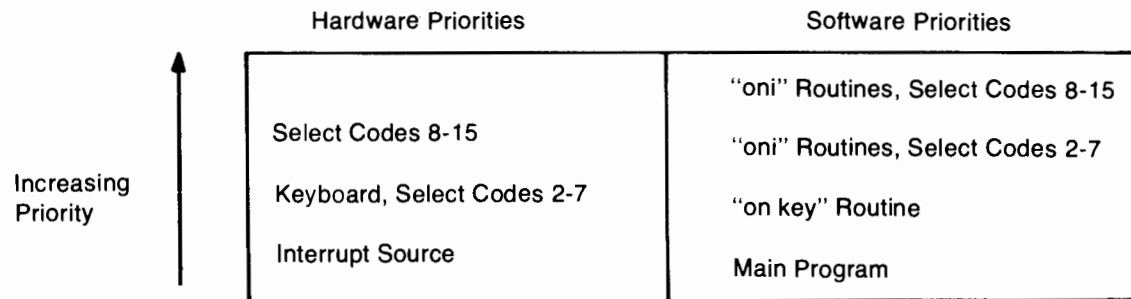 Hardware Priorities
Software Priorities
Increasing
Priority
Select Codes 8-15
Keyboard, Select Codes 2-7
Interrupt Source
“oni” Routines, Select Codes 8-15
“oni” Routines, Select Codes 2-7
“on key” Routine
Main Program